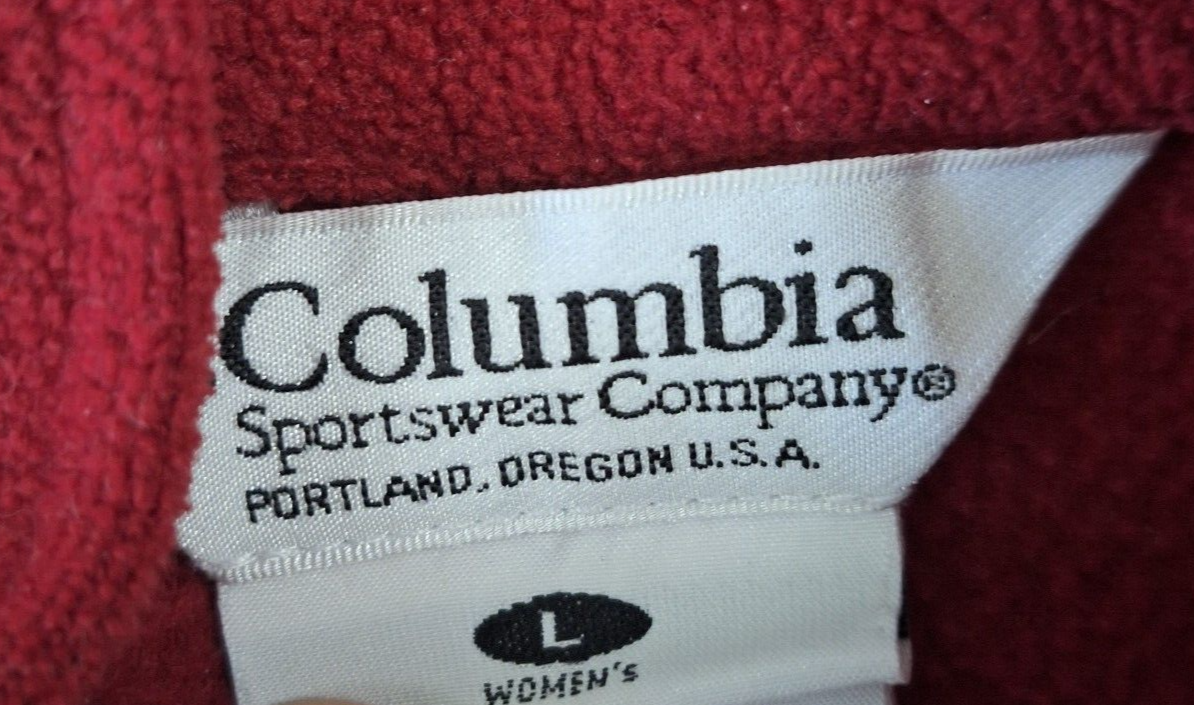 Columbia
Sportswear Company®
PORTLAND, OREGON U.S.A.
L
WOMEN'S